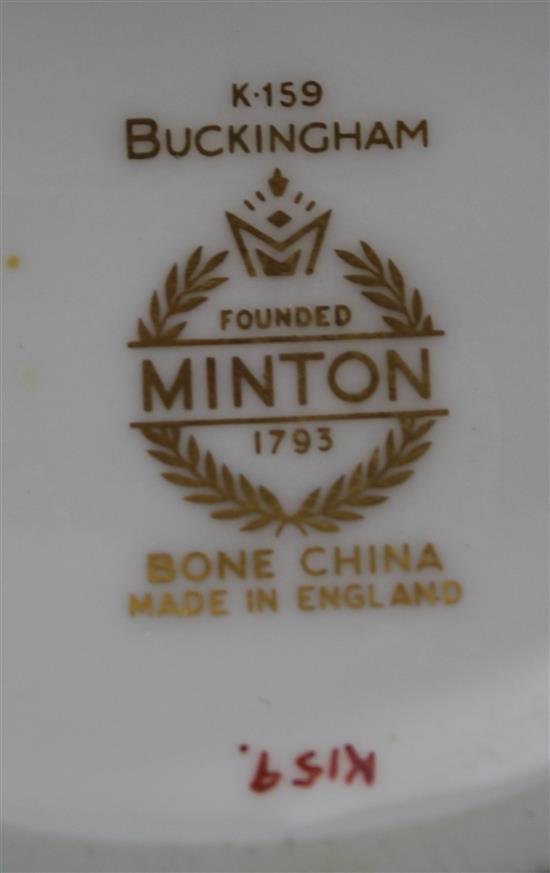 K·159
BUCKINGHAM
FOUNDED
MINTON
1793
BONE CHINA
MADE IN ENGLAND
K159.